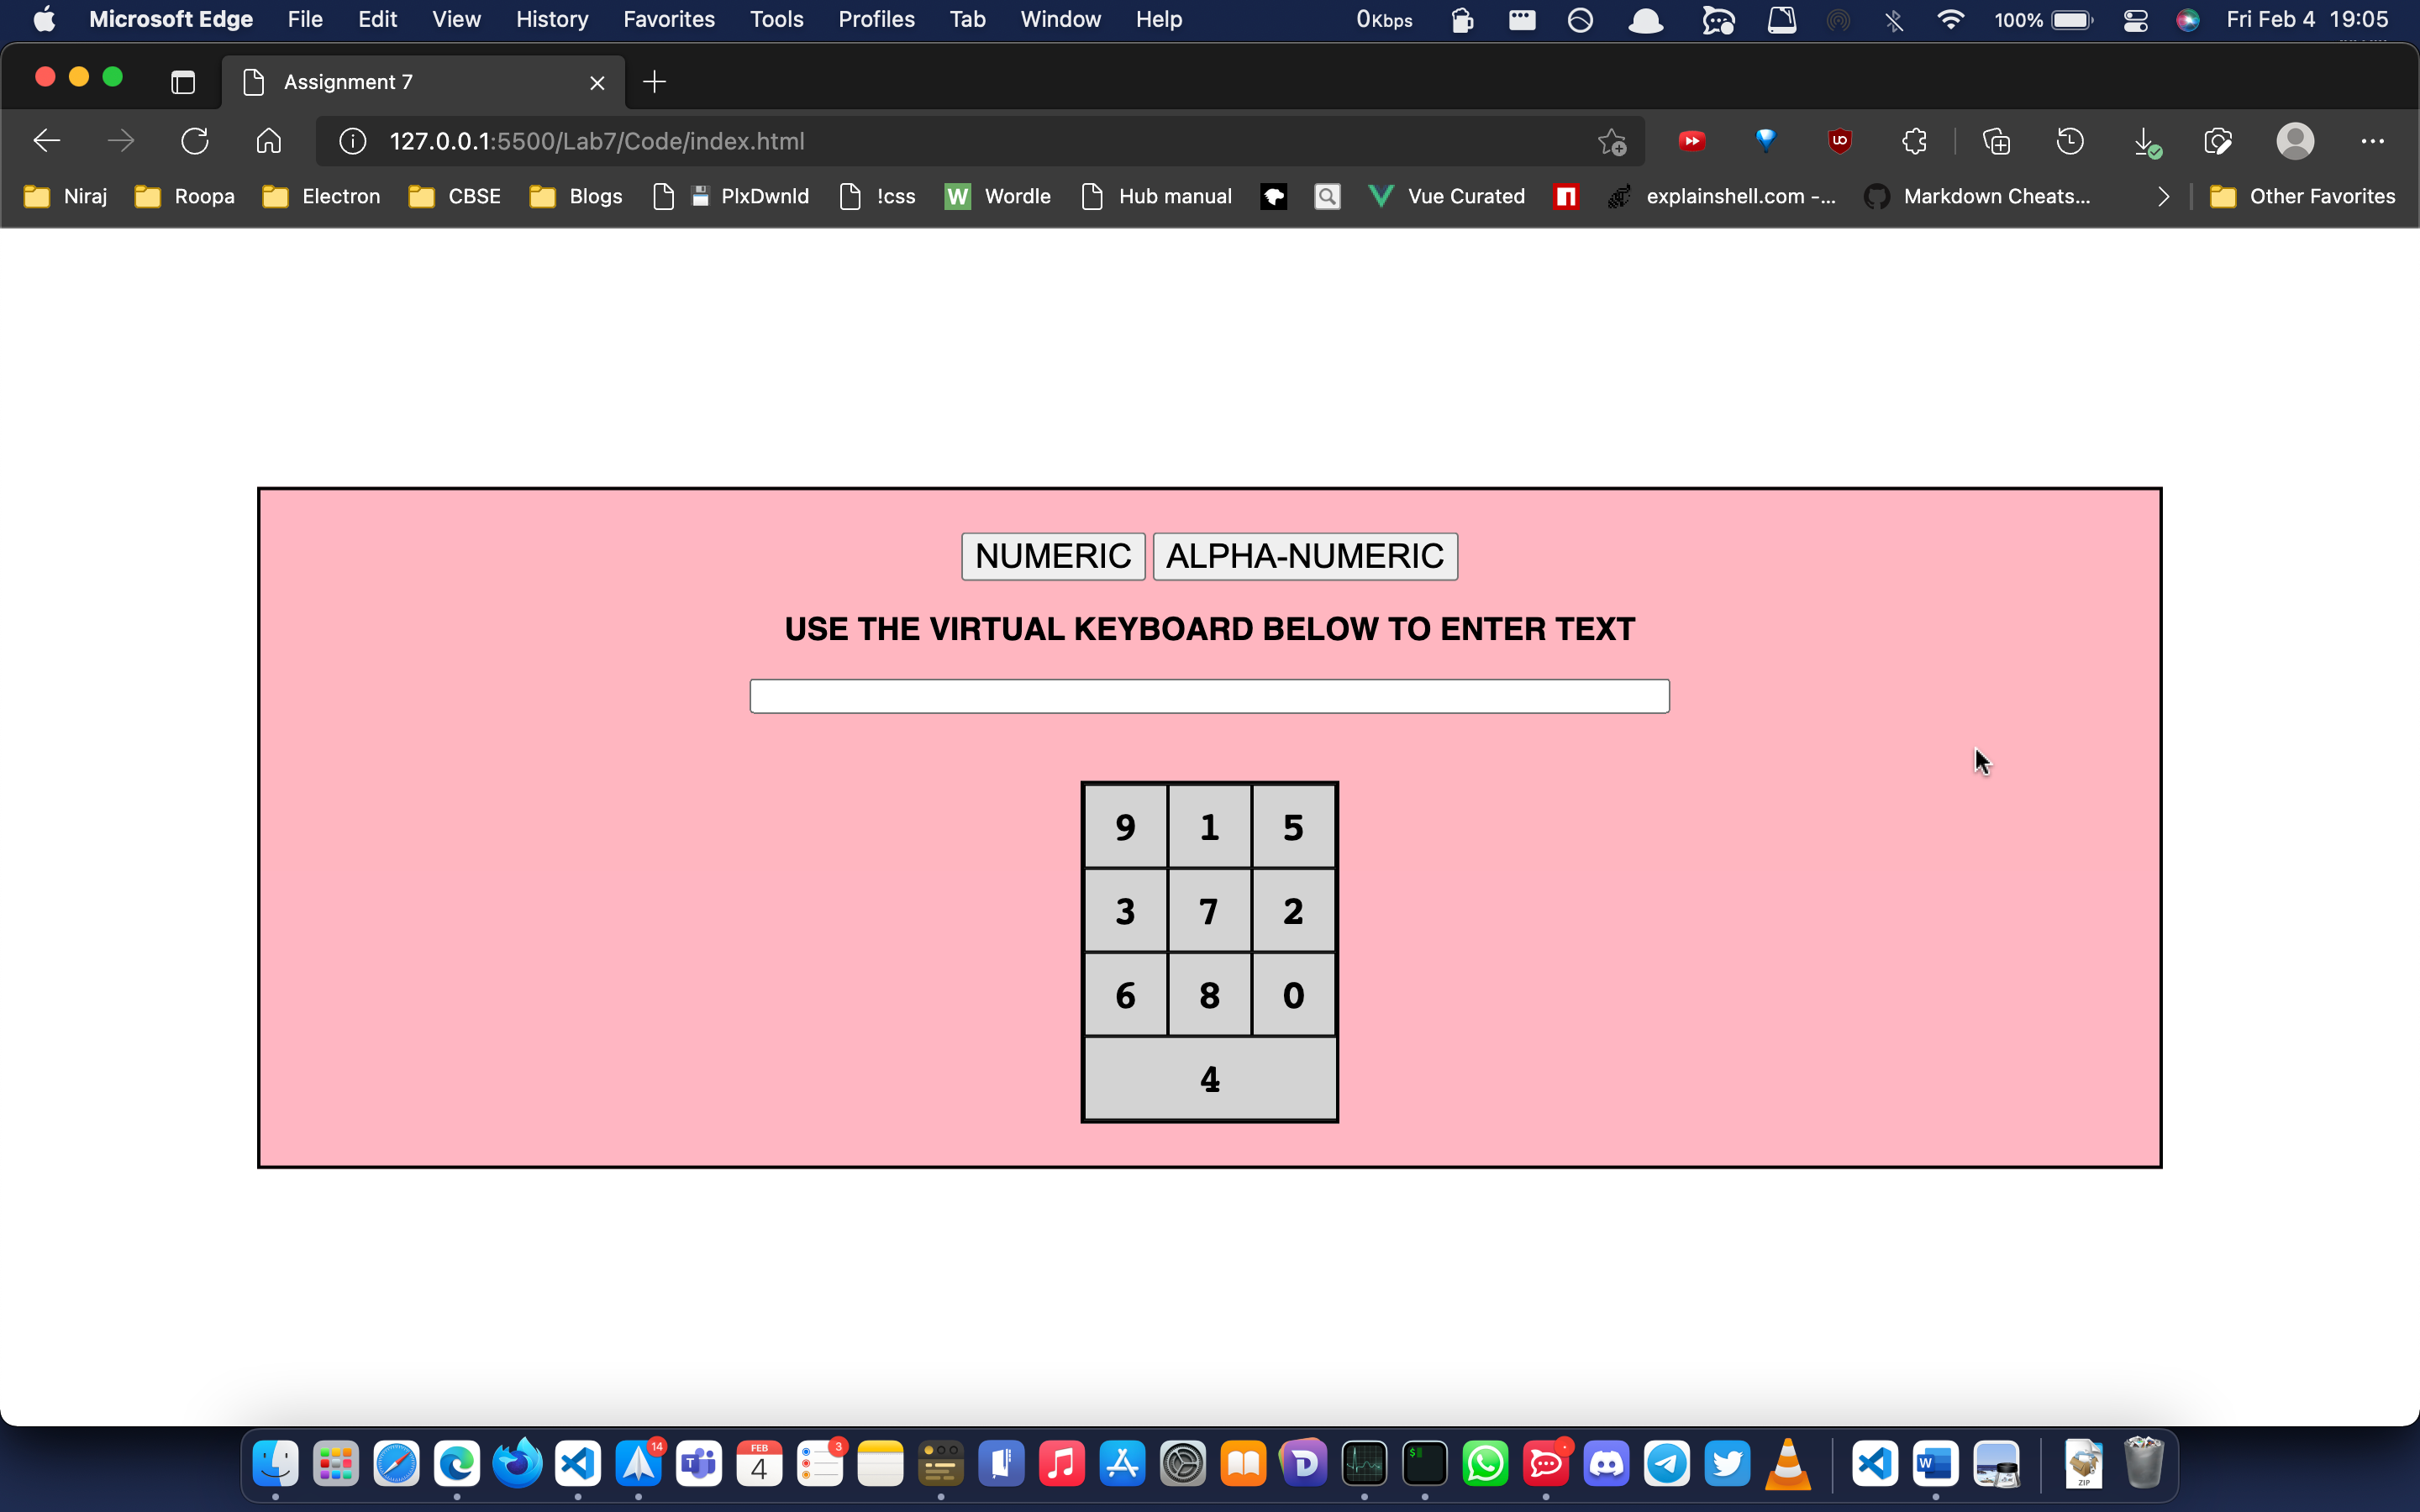 Microsoft Edge File Edit View History Favorites Tools Profiles Tab Window Help 0Kbps 100% Fri Feb 4 19:05
Assignment 7
127.0.0.1:5500/Lab7/Code/index.html
Niraj Roopa Electron CBSE Blogs PlxDwnld !css W Wordle Hub manual Vue Curated n explainshell.com -... Markdown Cheats... Other Favorites
NUMERIC ALPHA-NUMERIC
USE THE VIRTUAL KEYBOARD BELOW TO ENTER TEXT
9 1 5
3 7 2
6 8 0
4
14 T FEB 4 3 D $ W ZIP